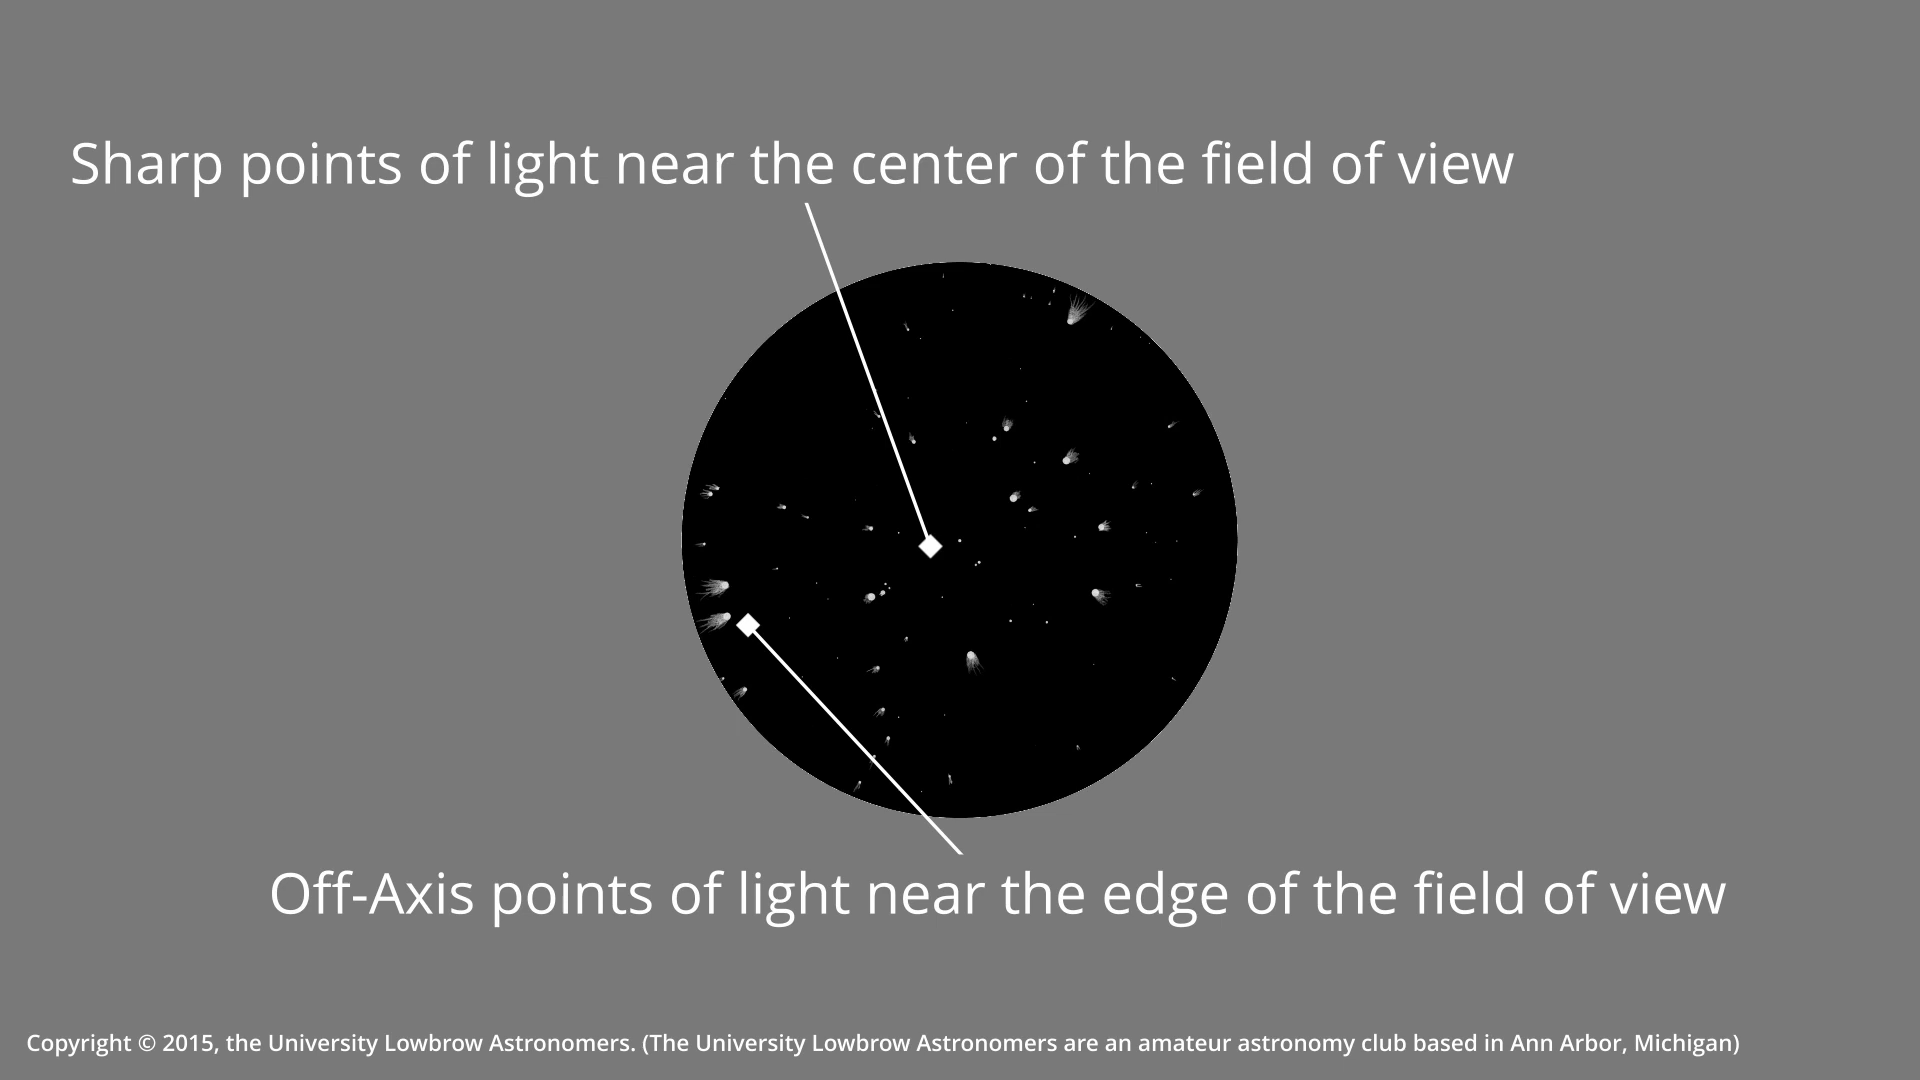 Sharp points of light near the center of the field of view
Off-Axis points of light near the edge of the field of view
Copyright © 2015, the University Lowbrow Astronomers. (The University Lowbrow Astronomers are an amateur astronomy club based in Ann Arbor, Michigan)